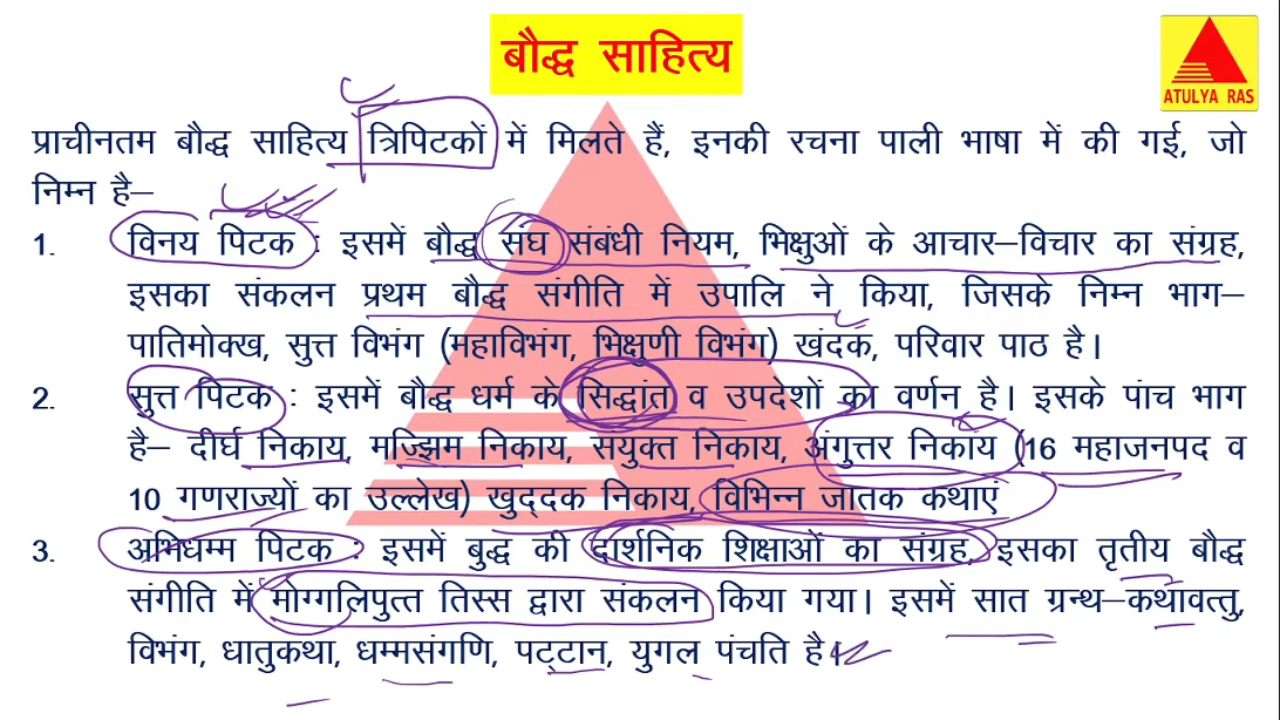 बौद्ध साहित्य
ATULYA RAS
प्राचीनतम बौद्ध साहित्य त्रिपिटकों में मिलते हैं, इनकी रचना पाली भाषा में की गई, जो
निम्न है–
1. विनय पिटक : इसमें बौद्ध संघ संबंधी नियम, भिक्षुओं के आचार–विचार का संग्रह,
इसका संकलन प्रथम बौद्ध संगीति में उपालि ने किया, जिसके निम्न भाग–
पातिमोक्ख, सुत्त विभंग (महाविभंग, भिक्षुणी विभंग) खंदक, परिवार पाठ है।
2. सुत्त पिटक : इसमें बौद्ध धर्म के सिद्धांत व उपदेशों का वर्णन है। इसके पांच भाग
है– दीर्घ निकाय, मज्झिम निकाय, संयुक्त निकाय, अंगुत्तर निकाय (16 महाजनपद व
10 गणराज्यों का उल्लेख) खुद्दक निकाय, विभिन्न जातक कथाएं
3. अभिधम्म पिटक : इसमें बुद्ध की दार्शनिक शिक्षाओं का संग्रह, इसका तृतीय बौद्ध
संगीति में मोग्गलिपुत्त तिस्स द्वारा संकलन किया गया। इसमें सात ग्रन्थ–कथावत्तु,
विभंग, धातुकथा, धम्मसंगणि, पट्टान, युगल पंचति है।